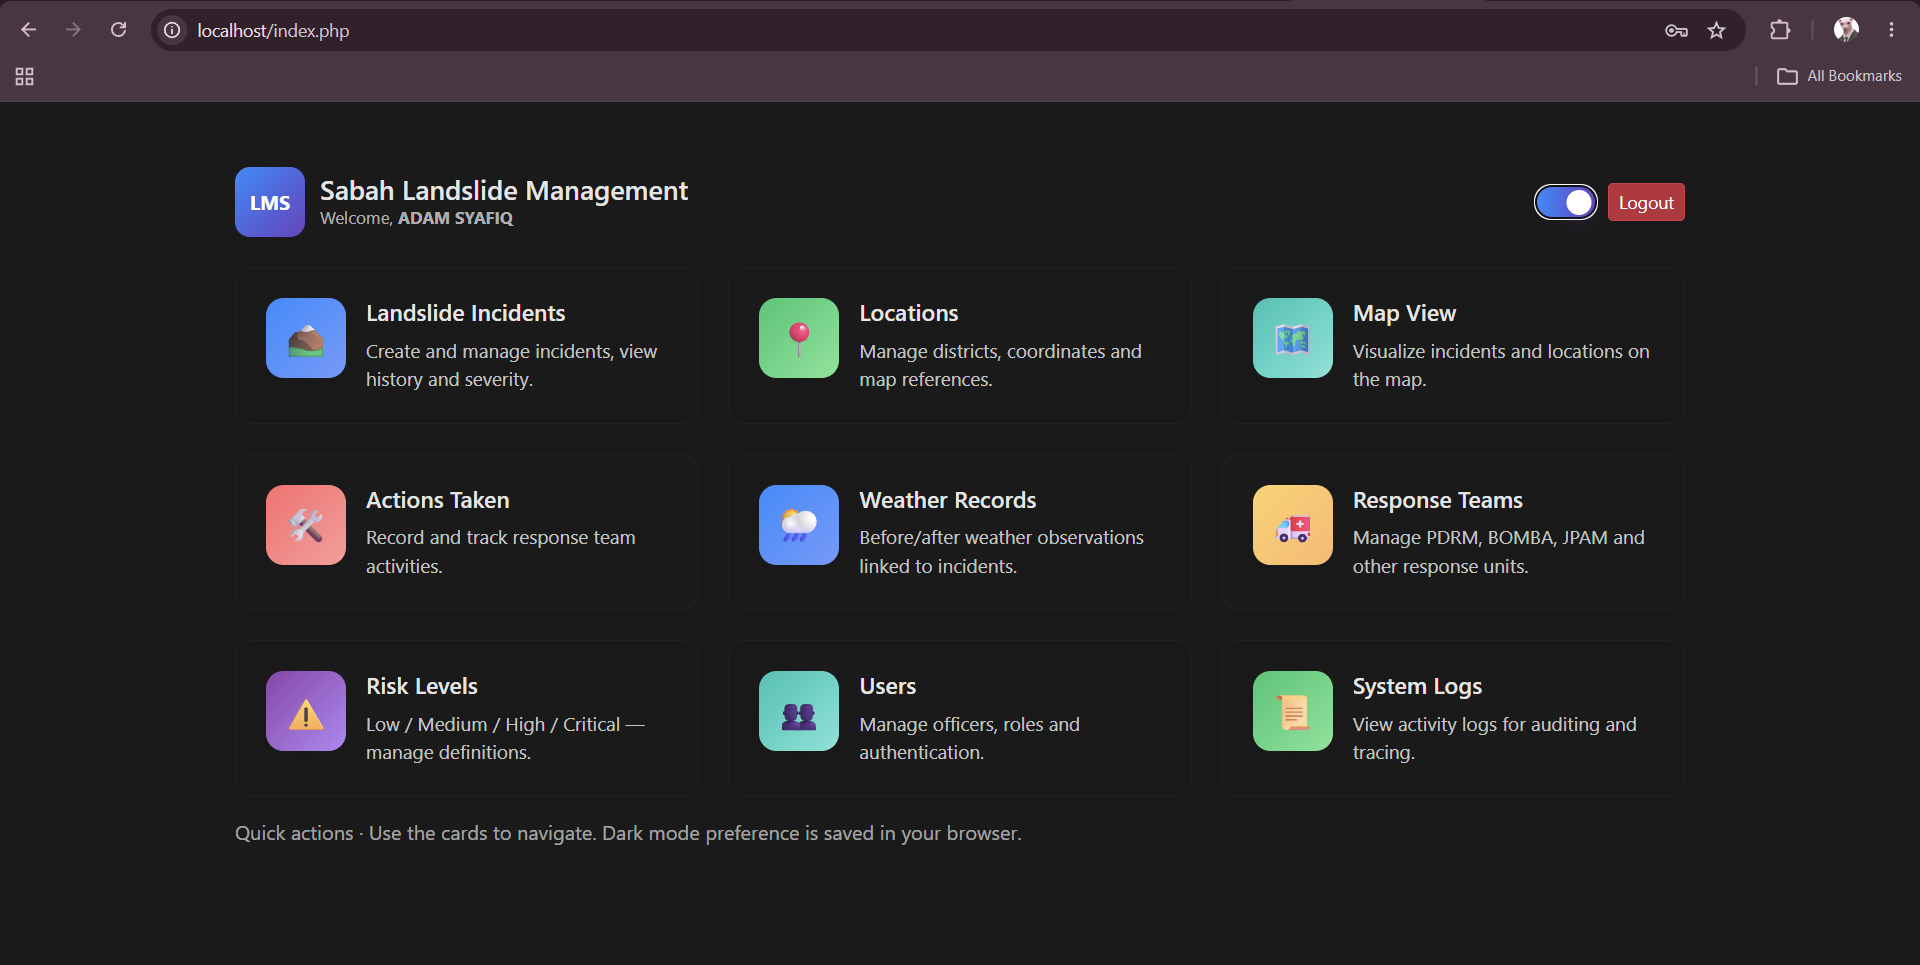 localhost/index.php
All Bookmarks
LMS
Sabah Landslide Management
Welcome, ADAM SYAFIQ
Logout
Landslide Incidents
Create and manage incidents, view
history and severity.
Locations
Manage districts, coordinates and
map references.
Map View
Visualize incidents and locations on
the map.
Actions Taken
Record and track response team
activities.
Weather Records
Before/after weather observations
linked to incidents.
Response Teams
Manage PDRM, BOMBA, JPAM and
other response units.
Risk Levels
Low / Medium / High / Critical —
manage definitions.
Users
Manage officers, roles and
authentication.
System Logs
View activity logs for auditing and
tracing.
Quick actions · Use the cards to navigate. Dark mode preference is saved in your browser.